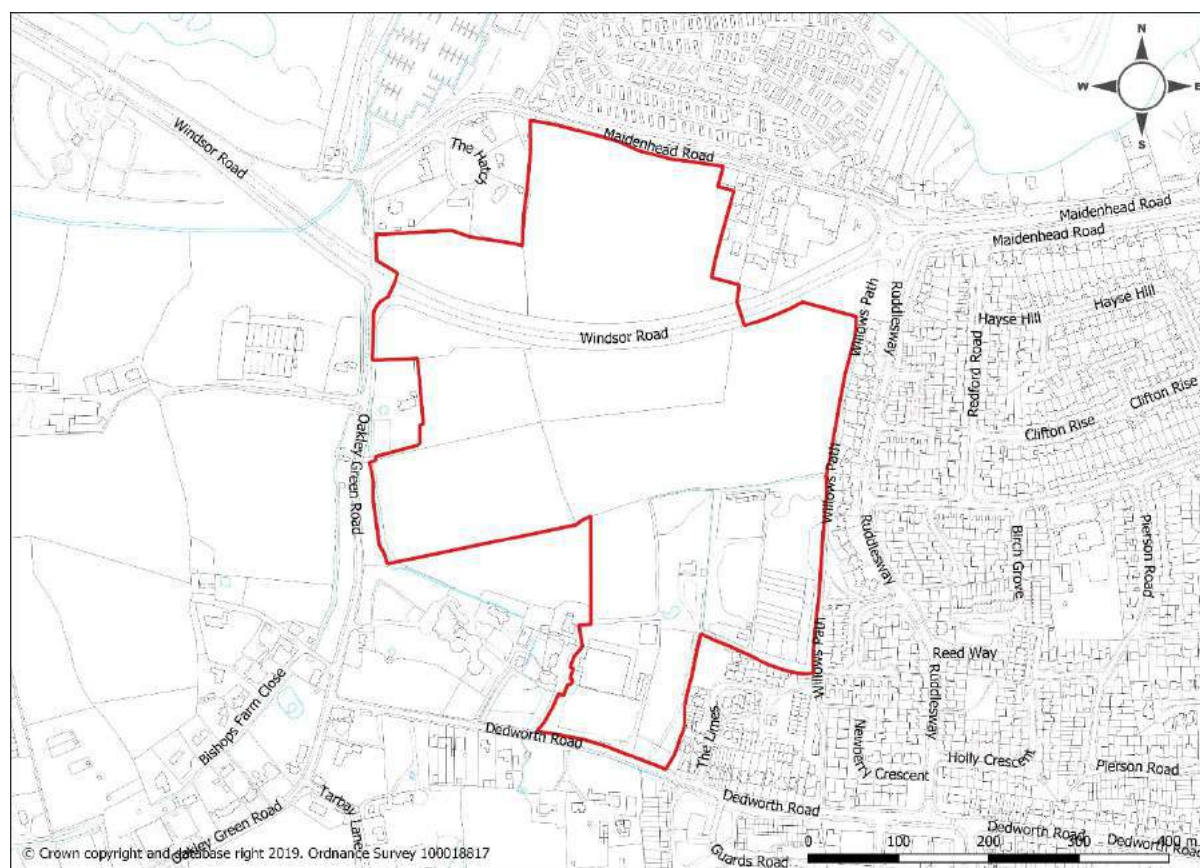 N
W
E
S
Windsor Road
The Hatch
Maidenhead Road
Maidenhead Road
Maidenhead Road
Willows Path
Ruddlesway
Hayse Hill
Hayse Hill
Windsor Road
Redford Road
Clifton Rise
Clifton Rise
Oakley Green Road
Willows Path
Ruddlesway
Birch Grove
Pierson Road
Willows Path
Reed Way
Ruddlesway
Bishops Farm Close
Dedworth Road
The Limes
Newberry Crescent
Holly Crescent
Pierson Road
Tarbay Lane
Oakley Green Road
Dedworth Road
Dedworth Road
Dedworth Road
Guards Road
0 100 200 300 400
© Crown copyright and database right 2019. Ordnance Survey 100018817